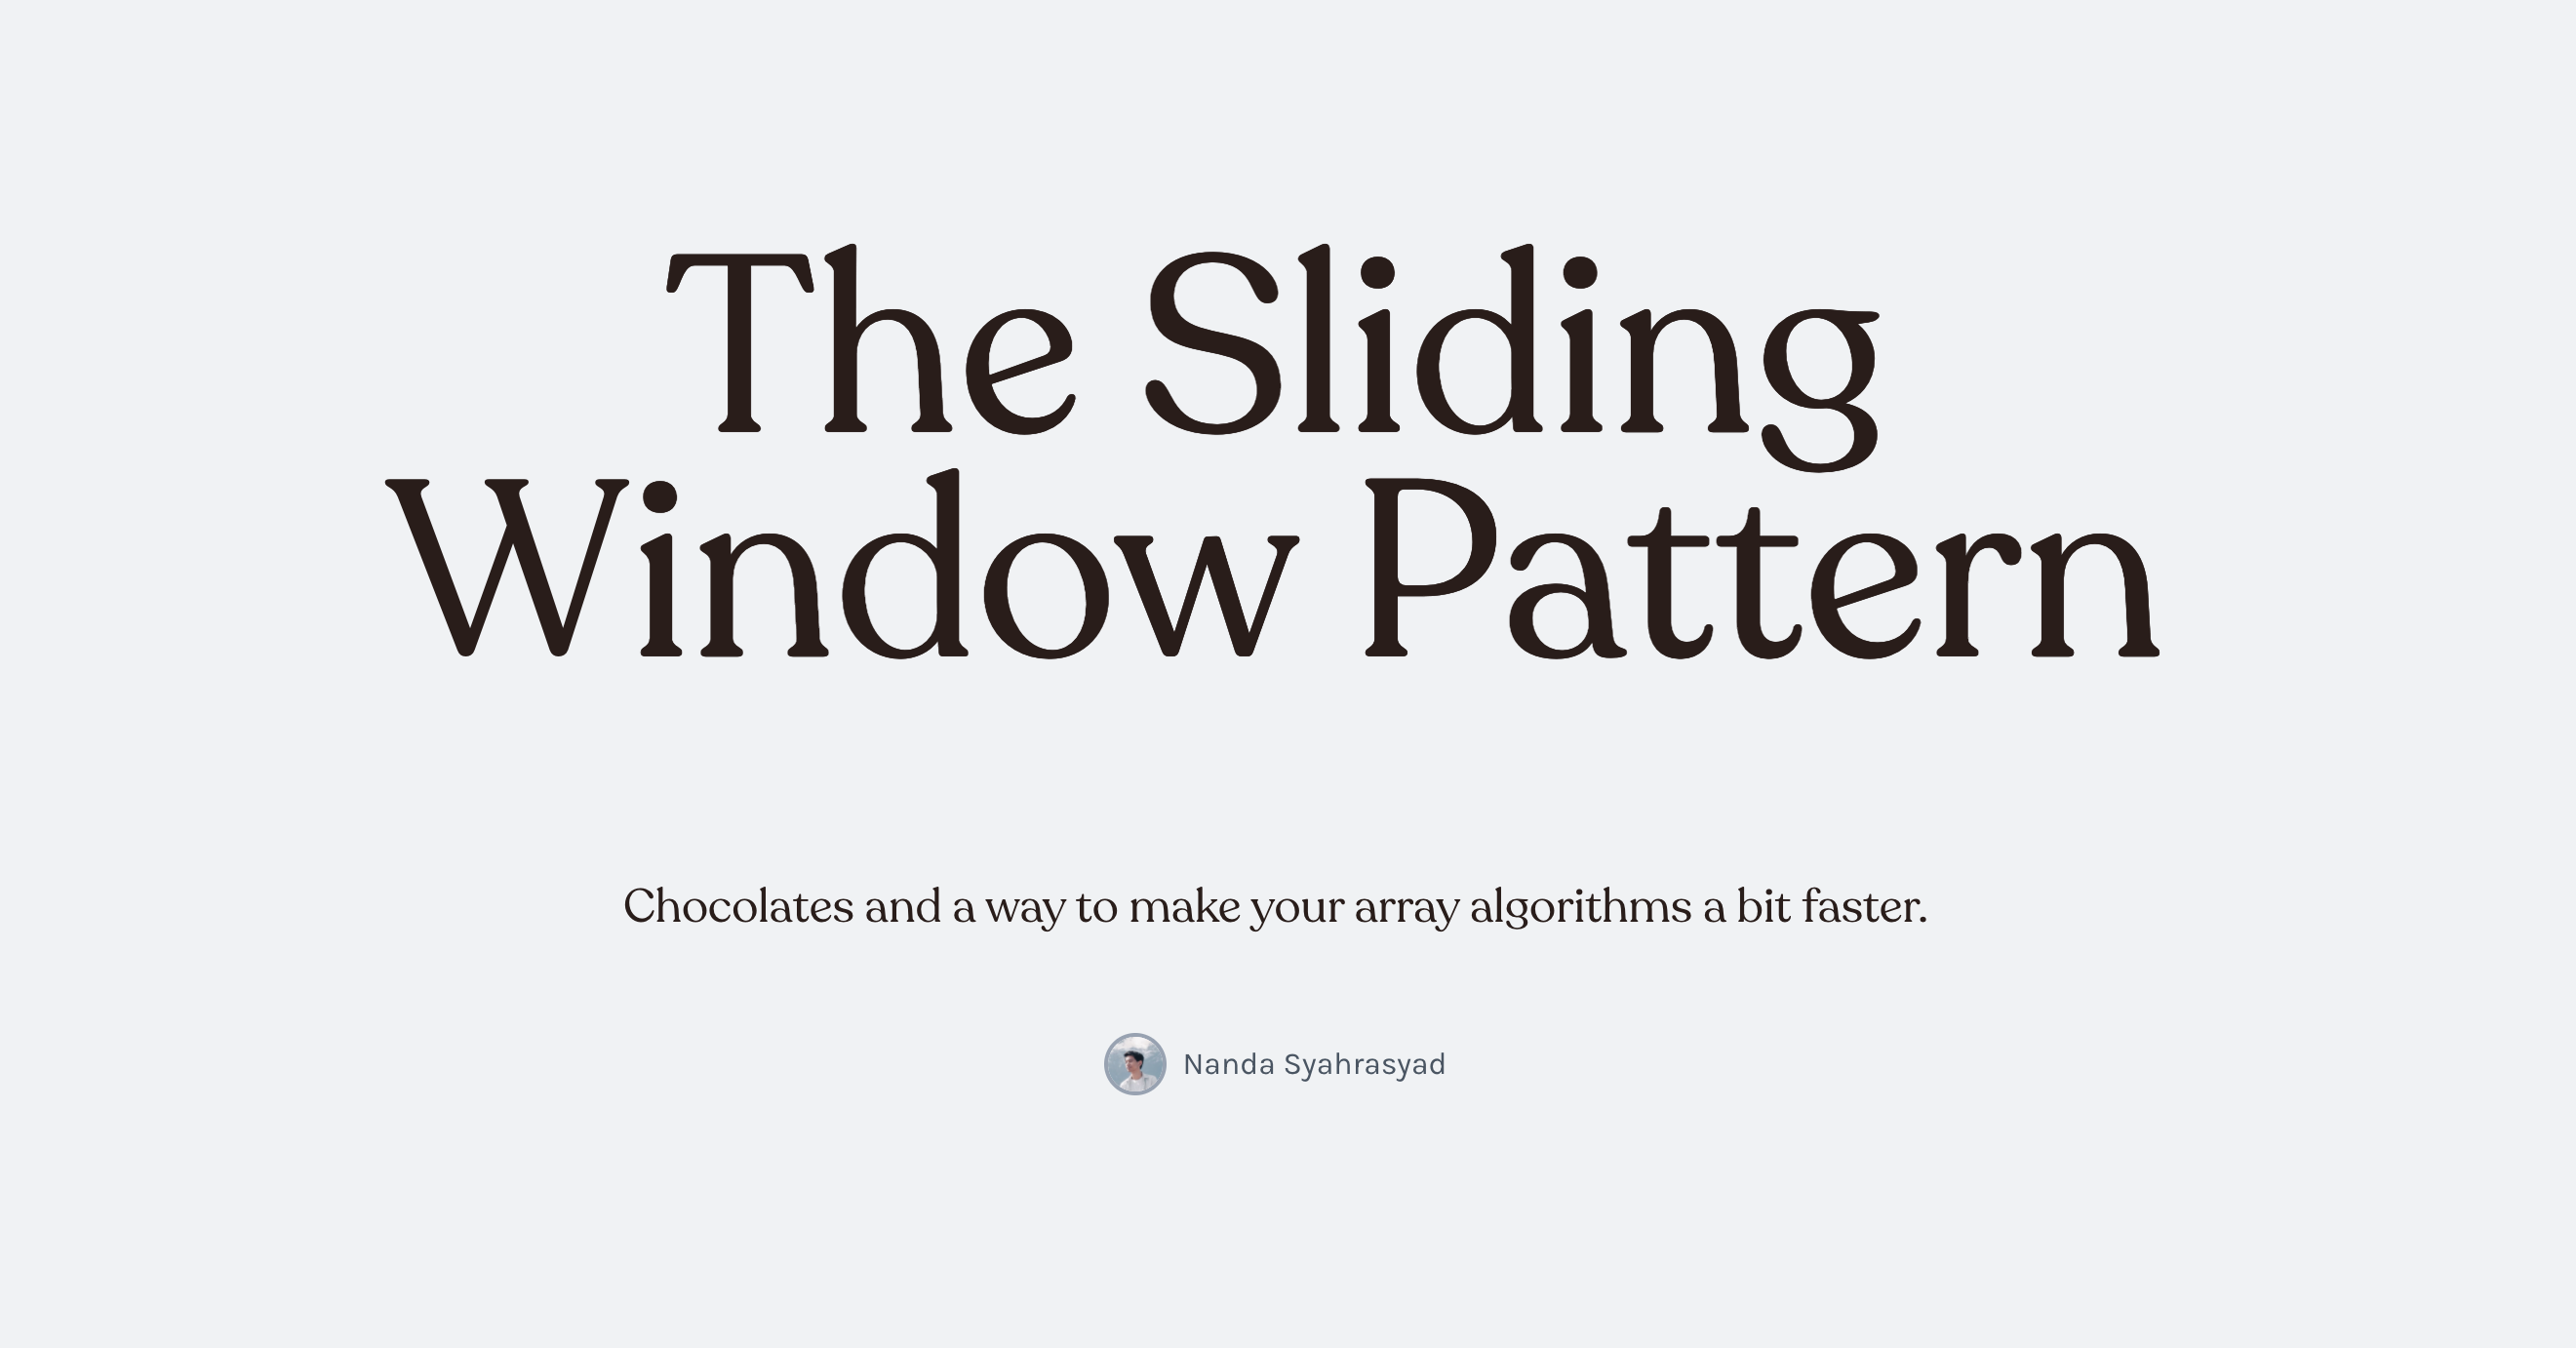 The Sliding
Window Pattern
Chocolates and a way to make your array algorithms a bit faster.
Nanda Syahrasyad